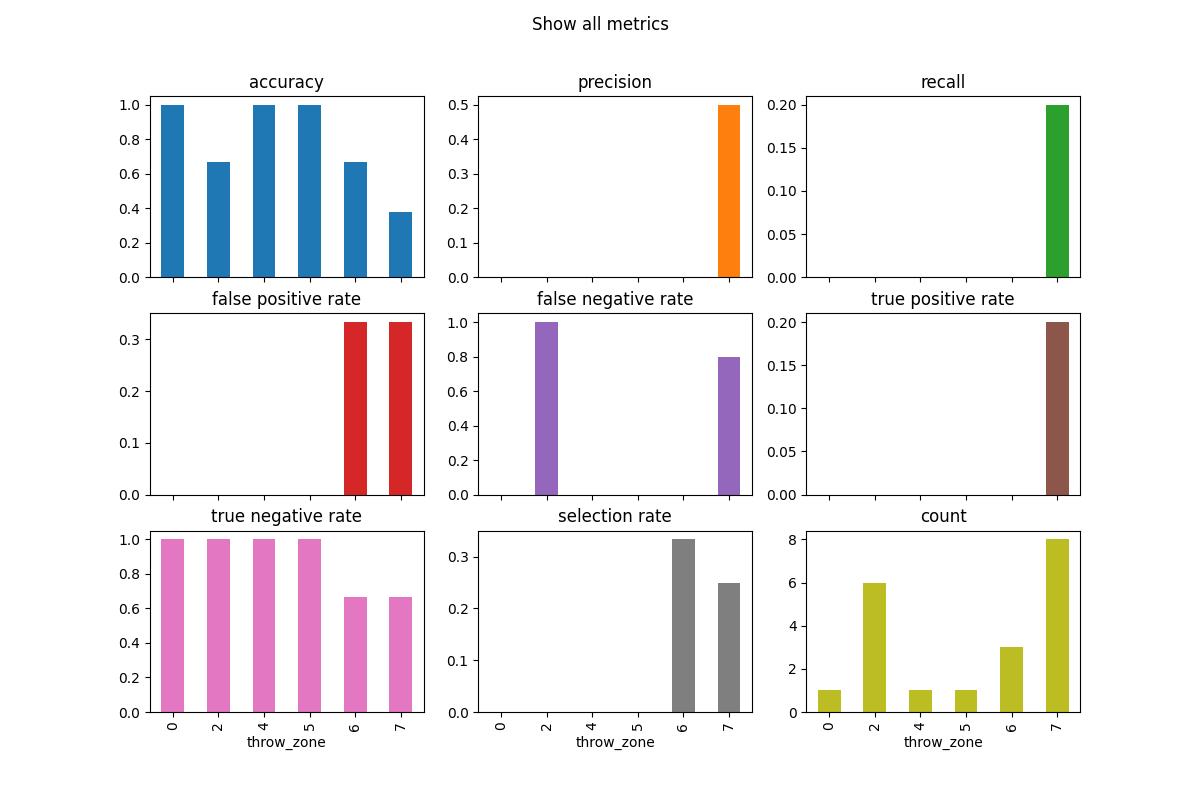 Show all metrics
accuracy
1.0
0.8
0.6
0.4
0.2
0.0
precision
0.5
0.4
0.3
0.2
0.1
0.0
recall
0.20
0.15
0.10
0.05
0.00
false positive rate
0.3
0.2
0.1
0.0
false negative rate
1.0
0.8
0.6
0.4
0.2
0.0
true positive rate
0.20
0.15
0.10
0.05
0.00
true negative rate
1.0
0.8
0.6
0.4
0.2
0.0
0 2 4 5 6 7
throw_zone
selection rate
0.3
0.2
0.1
0.0
0 2 4 5 6 7
throw_zone
count
8
6
4
2
0
0 2 4 5 6 7
throw_zone